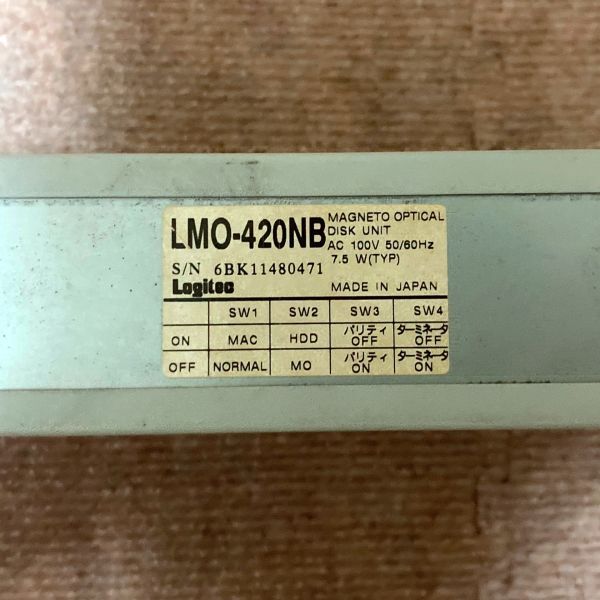 LMO-420NB
MAGNETO OPTICAL
DISK UNIT
AC 100V 50/60Hz
7.5 W(TYP)
S/N 6BK11480471
Logitec
MADE IN JAPAN
SW1 SW2 SW3 SW4
ON MAC HDD パリティ OFF ターミネータ OFF
OFF NORMAL MO パリティ ON ターミネータ ON